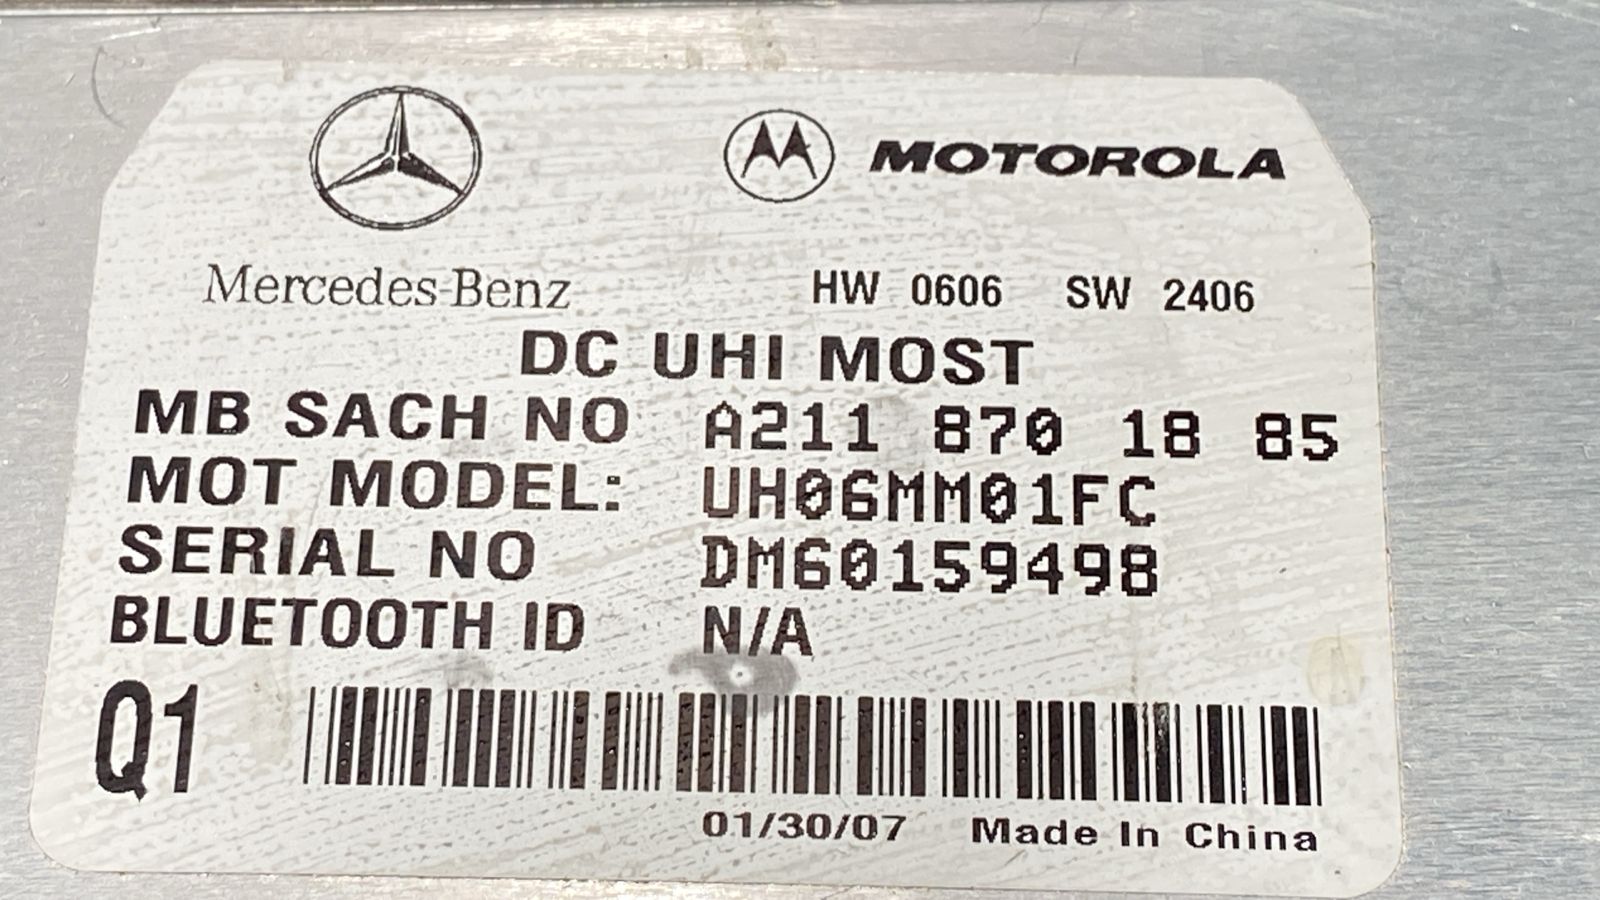 MOTOROLA
Mercedes-Benz
HW 0606 SW 2406
DC UHI MOST
MB SACH NO A211 870 18 85
MOT MODEL: UH06MM01FC
SERIAL NO DM60159498
BLUETOOTH ID N/A
Q1
01/30/07 Made In China